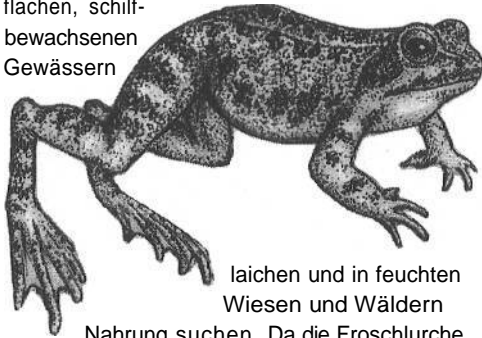 flachen, schilf-
bewachsenen
Gewässern
laichen und in feuchten
Wiesen und Wäldern
Nahrung suchen. Da die Froschlurche